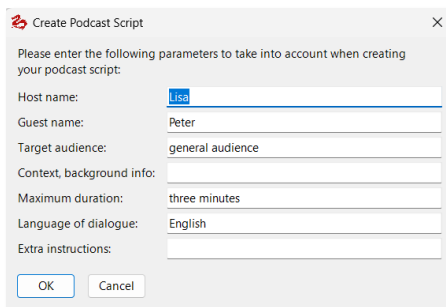 Create Podcast Script
Please enter the following parameters to take into account when creating
your podcast script:
Host name: Lisa
Guest name: Peter
Target audience: general audience
Context, background info:
Maximum duration: three minutes
Language of dialogue: English
Extra instructions:
OK Cancel